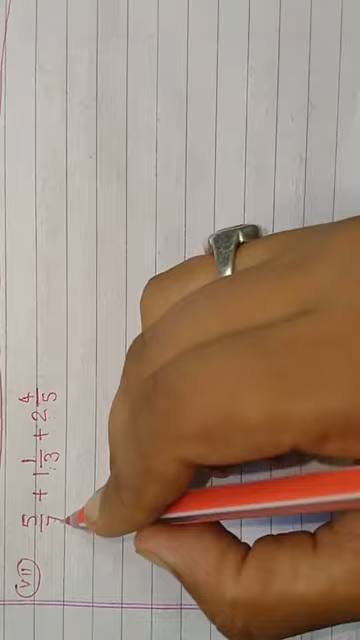 (VII) 5/7 + 1 1/3 + 2 4/5